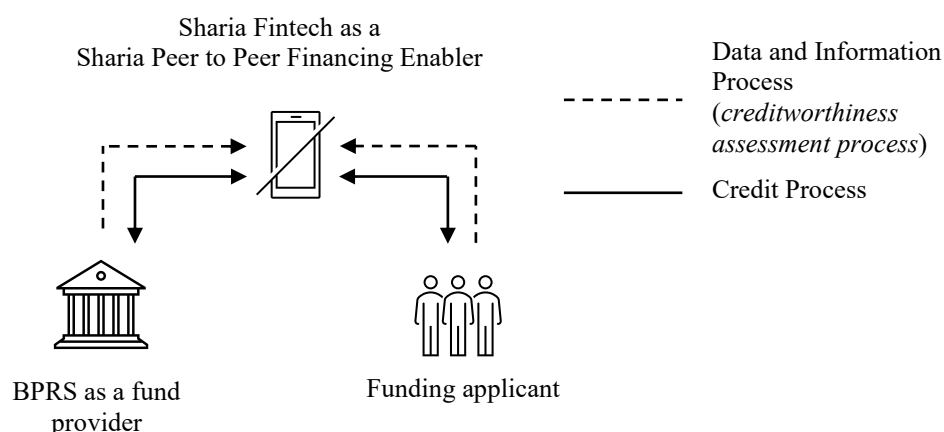 Sharia Fintech as a
Sharia Peer to Peer Financing Enabler
Data and Information
Process
(creditworthiness
assessment process)
Credit Process
BPRS as a fund
provider
Funding applicant